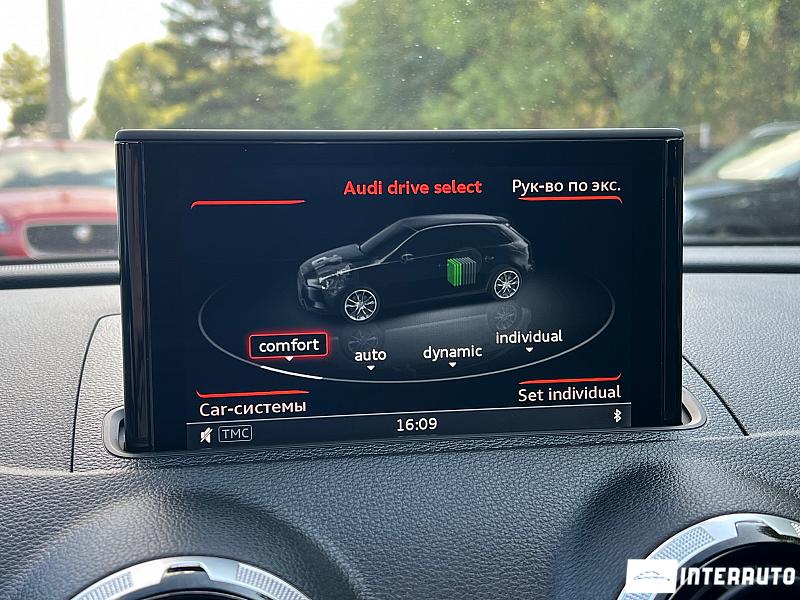 Audi drive select
Рук-во по экс.
comfort
auto
dynamic
individual
Car-системы
Set individual
TMC
16:09
INTERAUTO